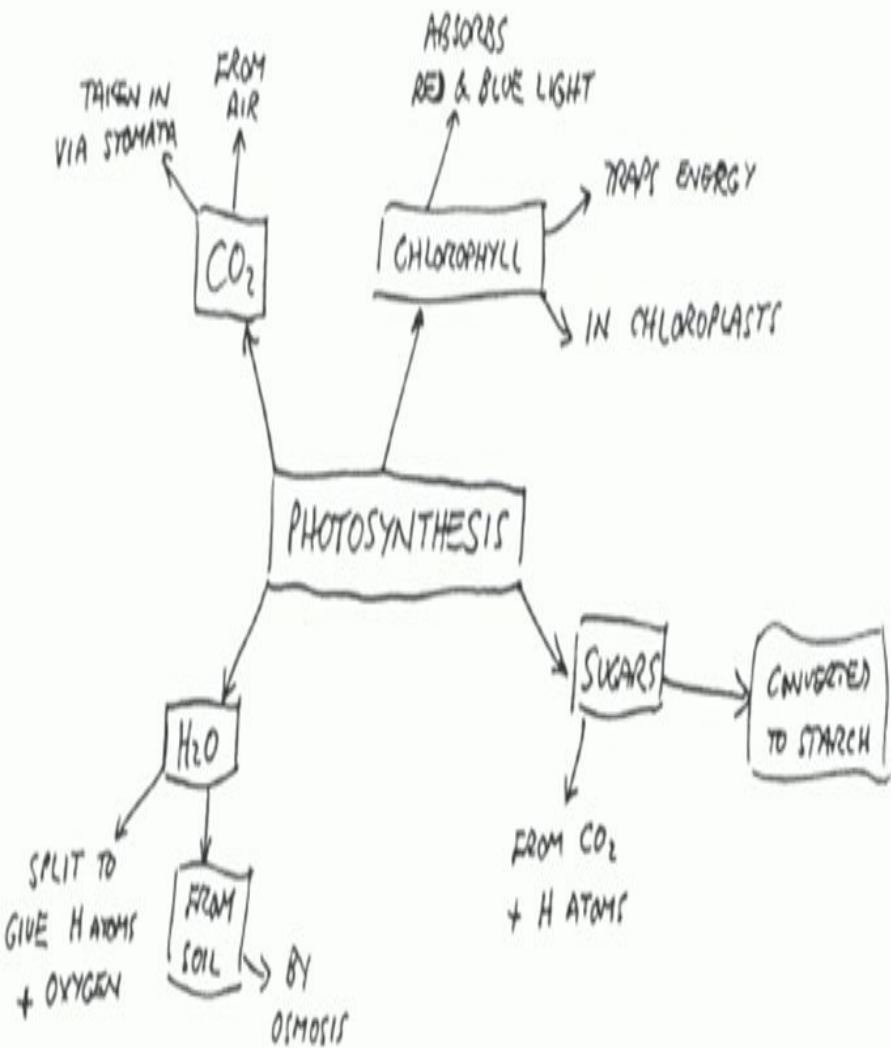 TAKEN IN
VIA STOMATA
FROM
AIR
ABSORBS
RED & BLUE LIGHT
CO₂
CHLOROPHYLL
TRAPS ENERGY
IN CHLOROPLASTS
PHOTOSYNTHESIS
H₂O
SUGARS
CONVERTED
TO STARCH
SPLIT TO
GIVE H ATOMS
+ OXYGEN
FROM
SOIL
BY
OSMOSIS
FROM CO₂
+ H ATOMS